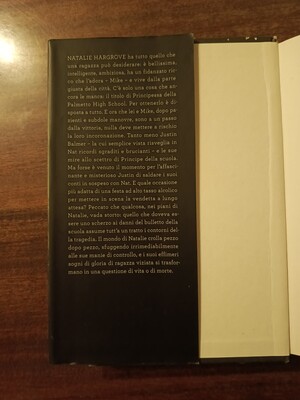 NATALIE HARGROVE ha tutto quello che
una ragazza può desiderare: è bellissima,
intelligente, ambiziosa, ha un fidanzato ric-
co che l'adora – Mike – e vive dalla parte
giusta della città. C'è solo una cosa che an-
cora le manca: il titolo di Principessa della
Palmetto High School. Per ottenerlo è di-
sposta a tutto. E ora che lei e Mike, dopo pa-
zienti e subdole manovre, sono a un passo
dalla vittoria, nulla deve mettere a rischio
la loro incoronazione. Tanto meno Justin
Balmer – la cui semplice vista risveglia in
Nat ricordi sgraditi e brucianti – e le sue
mire allo scettro di Principe della scuola.
Ma forse è venuto il momento per l'affasci-
nante e misterioso Justin di saldare i suoi
conti in sospeso con Nat. E quale occasione
più adatta di una festa ad alto tasso alcolico
per mettere in scena la vendetta a lungo
attesa? Peccato che qualcosa, nei piani di
Natalie, vada storto: quello che doveva es-
sere uno scherzo ai danni del bulletto della
scuola assume tutt'a un tratto i contorni del-
la tragedia. Il mondo di Natalie crolla pezzo
dopo pezzo, sfuggendo irrimediabilmente
alle sue manie di controllo, e i suoi effimeri
sogni di gloria di ragazza viziata si trasfor-
mano in una questione di vita o di morte.